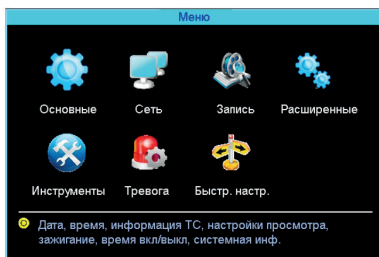 Меню
Основные Сеть Запись Расширенные
Инструменты Тревога Быстр. настр.
Дата, время, информация ТС, настройки просмотра,
зажигание, время вкл/выкл, системная инф.